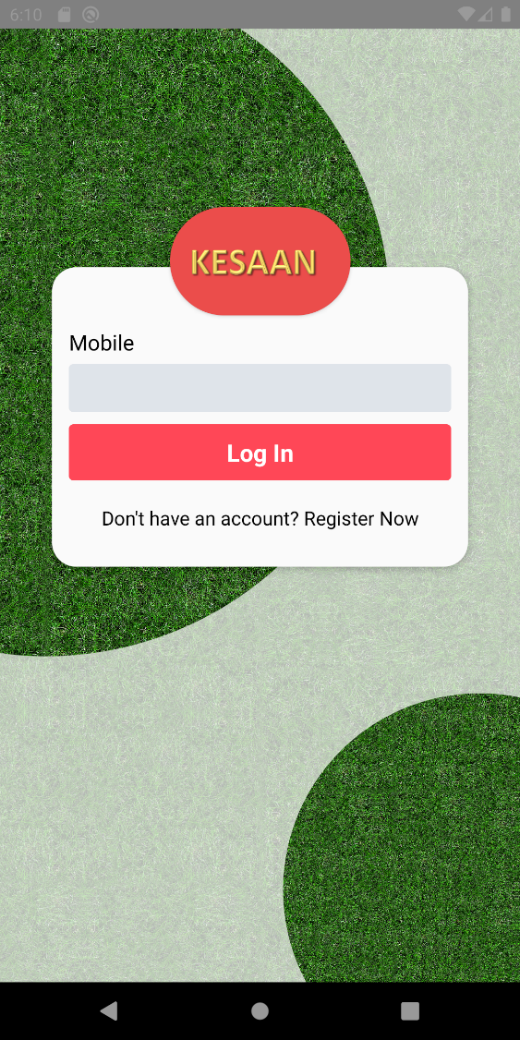 6:10
KESAAN
Mobile
Log In
Don't have an account? Register Now